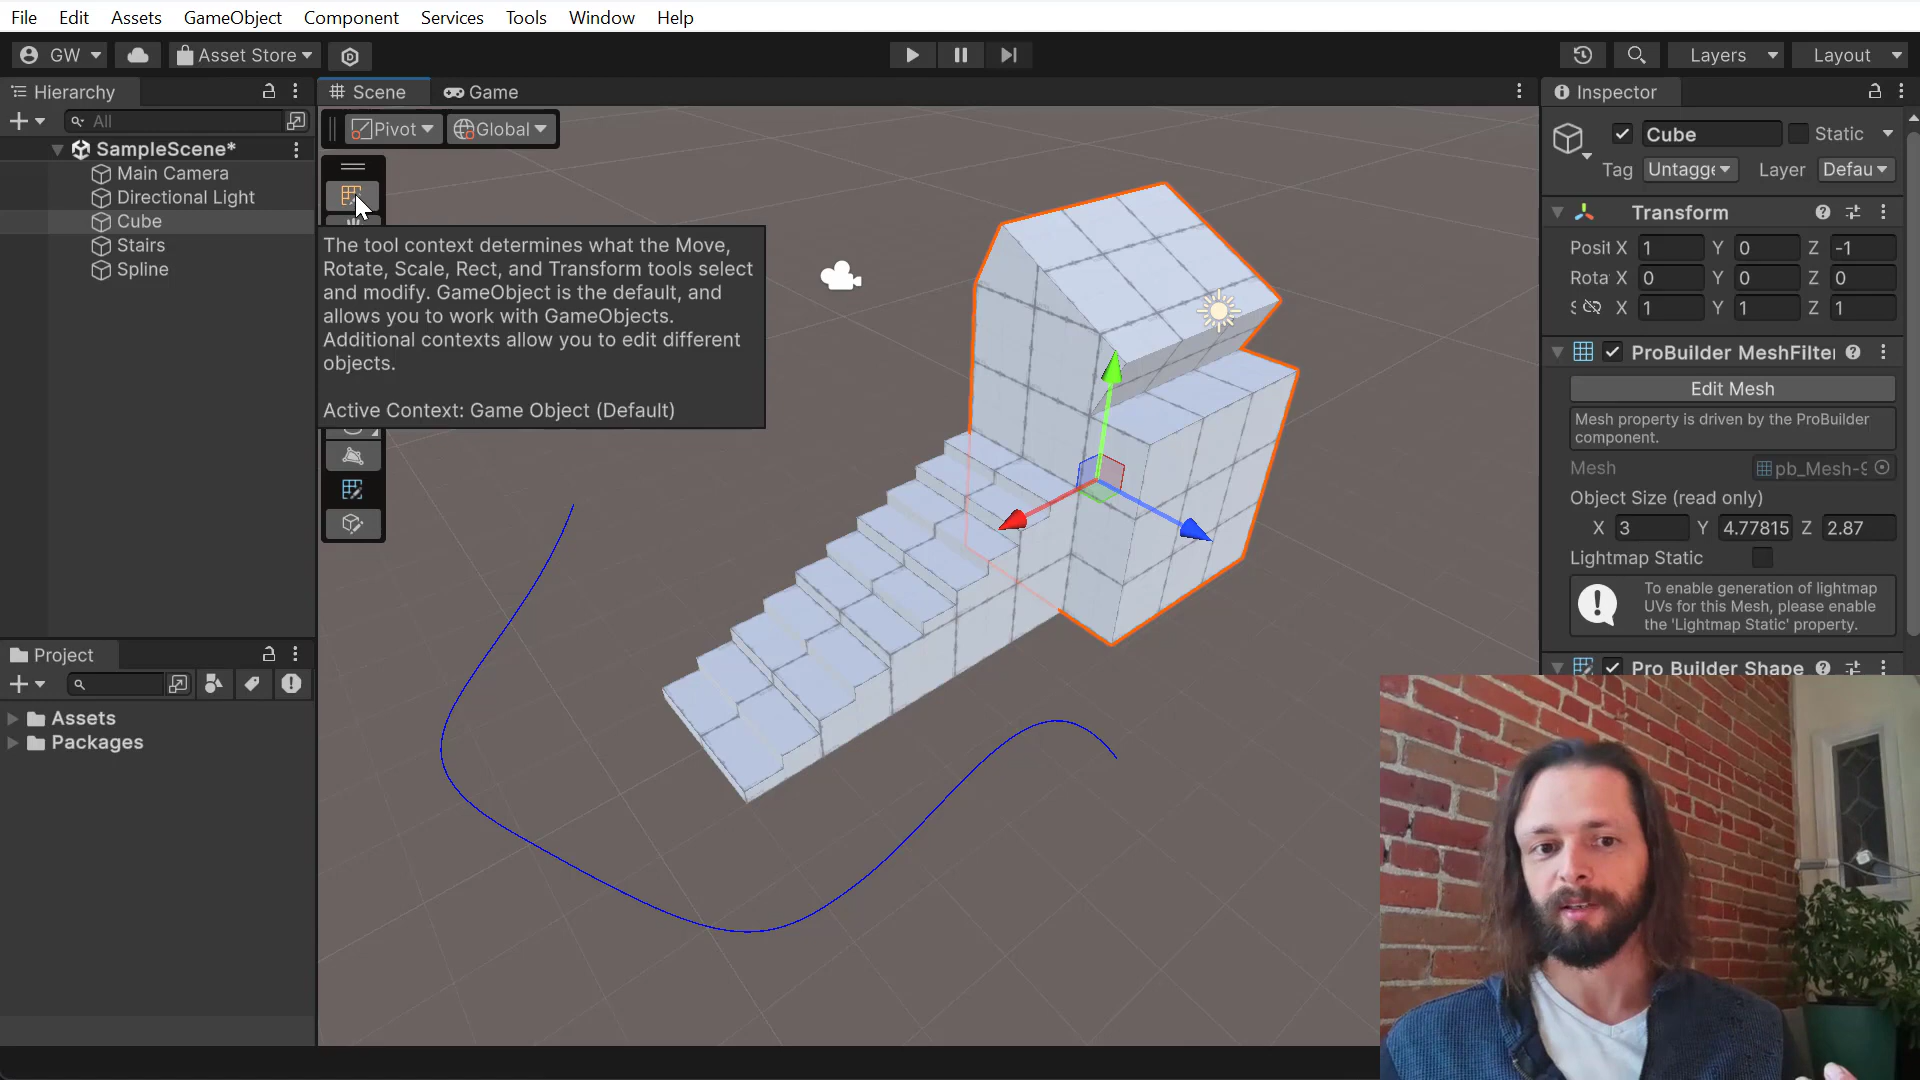 File Edit Assets GameObject Component Services Tools Window Help
GW Asset Store Layers Layout
Hierarchy
All
SampleScene*
Main Camera
Directional Light
Cube
Stairs
Spline
Scene Game
Pivot Global
The tool context determines what the Move,
Rotate, Scale, Rect, and Transform tools select
and modify. GameObject is the default, and
allows you to work with GameObjects.
Additional contexts allow you to edit different
objects.
Active Context: Game Object (Default)
Project
Assets
Packages
Inspector
Cube Static
Tag Untagge Layer Defau
Transform
Posit X 1 Y 0 Z -1
Rota X 0 Y 0 Z 0
S X 1 Y 1 Z 1
ProBuilder MeshFilter
Edit Mesh
Mesh property is driven by the ProBuilder
component.
Mesh pb_Mesh-9
Object Size (read only)
X 3 Y 4.77815 Z 2.87
Lightmap Static
To enable generation of lightmap
UVs for this Mesh, please enable
the 'Lightmap Static' property.
Pro Builder Shape